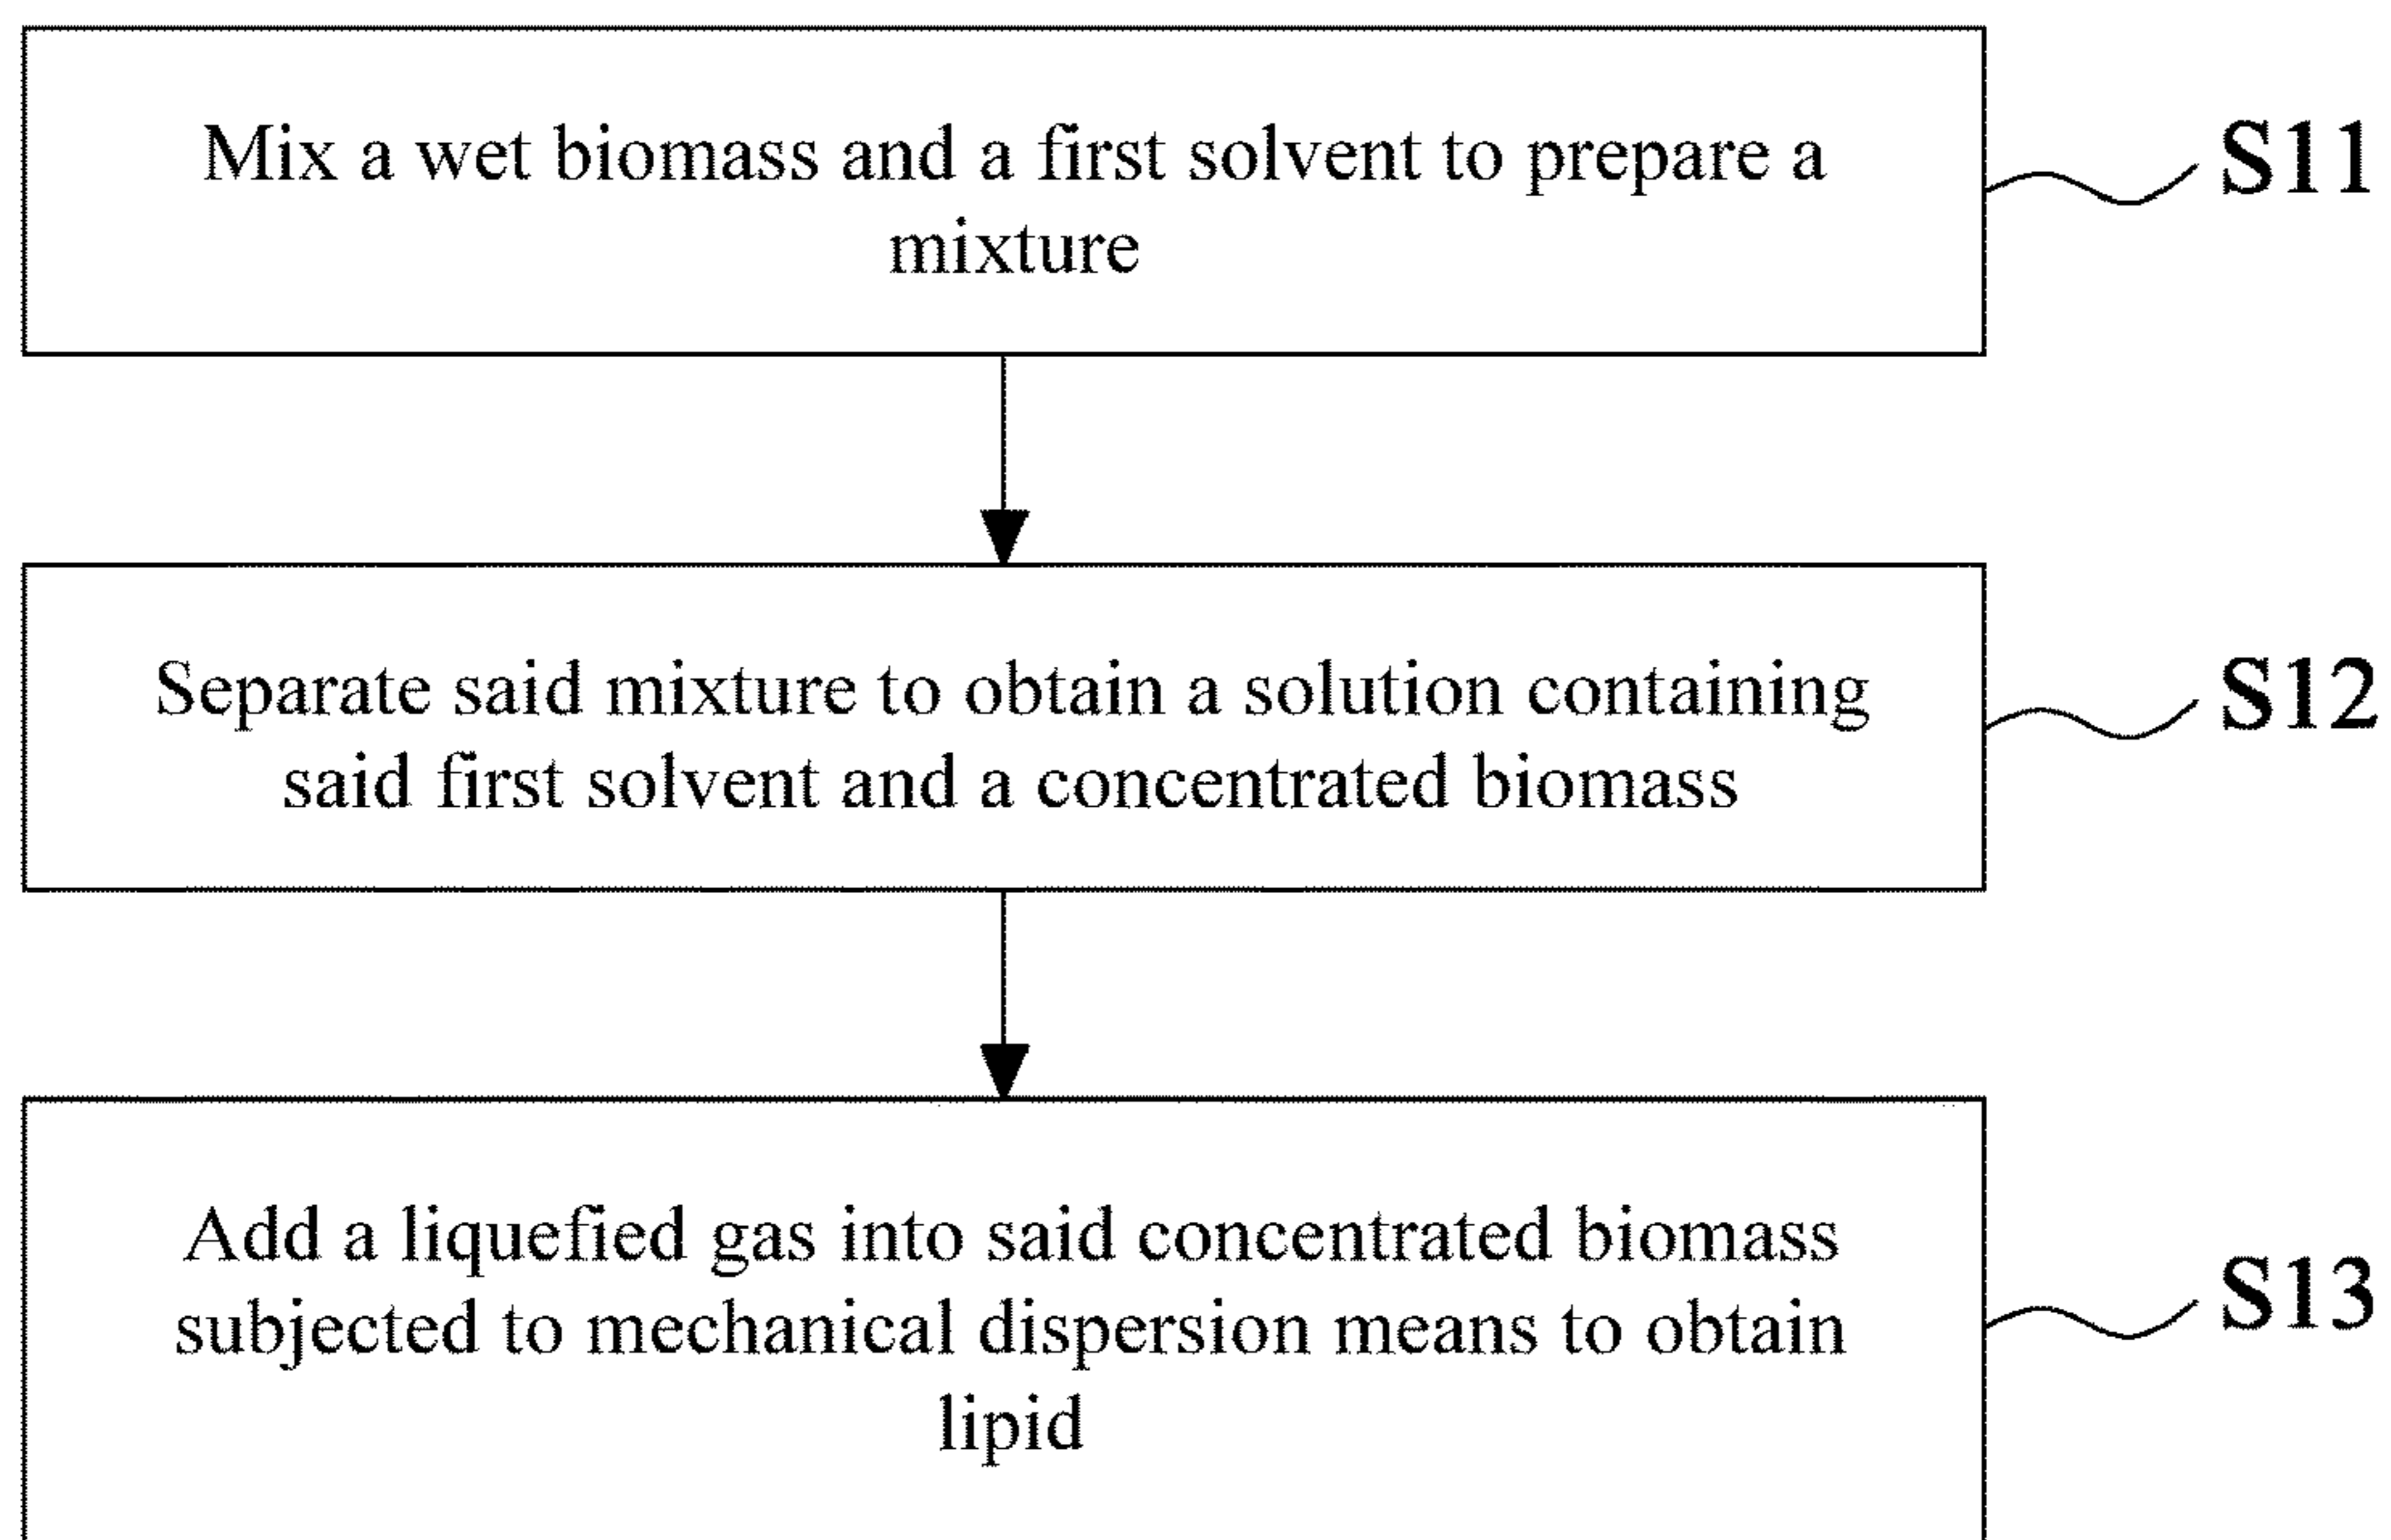 Mix a wet biomass and a first solvent to prepare a
mixture
S11
Separate said mixture to obtain a solution containing
said first solvent and a concentrated biomass
S12
Add a liquefied gas into said concentrated biomass
subjected to mechanical dispersion means to obtain
lipid
S13